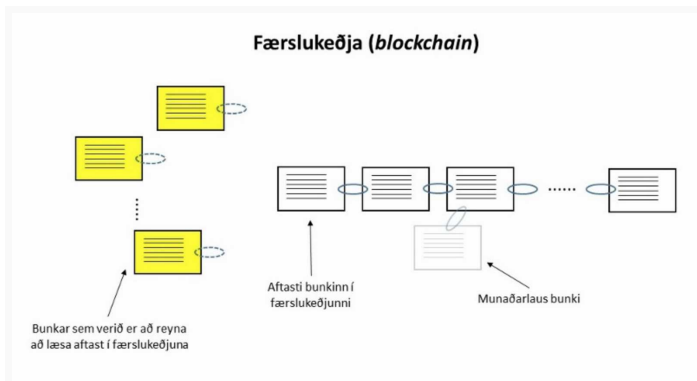 Færslukeðja (blockchain)
Aftasti bunkinn í
færslukeðjunni
Munaðarlaus bunki
Bunkar sem verið er að reyna
að læsa aftast í færslukeðjuna